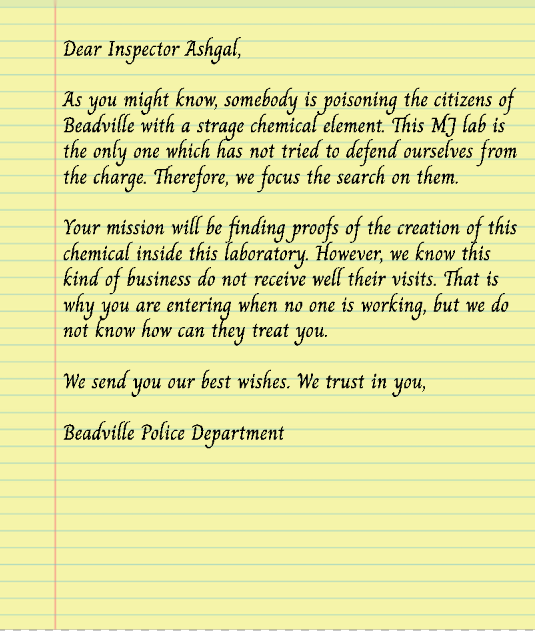 Dear Inspector Ashgal,
As you might know, somebody is poisoning the citizens of
Beadville with a strage chemical element. This MJ lab is
the only one which has not tried to defend ourselves from
the charge. Therefore, we focus the search on them.
Your mission will be finding proofs of the creation of this
chemical inside this laboratory. However, we know this
kind of business do not receive well their visits. That is
why you are entering when no one is working, but we do
not know how can they treat you.
We send you our best wishes. We trust in you,
Beadville Police Department